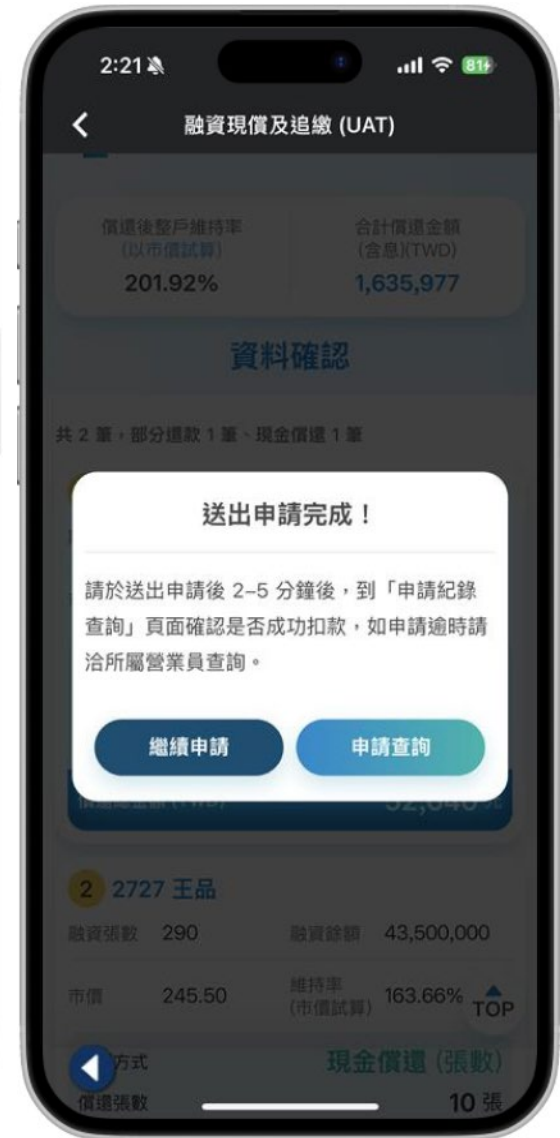 2:21
81
融資現償及追繳 (UAT)
償還後整戶維持率 合計償還金額
(以市價試算) (含息)(TWD)
201.92% 1,635,977
資料確認
共 2 筆，部分還款 1 筆、現金償還 1 筆
送出申請完成！
請於送出申請後 2–5 分鐘後，到「申請紀錄
查詢」頁面確認是否成功扣款，如申請逾時請
洽所屬營業員查詢。
繼續申請 申請查詢
2 2727 王品
融資張數 290 融資餘額 43,500,000
市價 245.50 維持率
(市價試算) 163.66%
TOP
方式 現金償還 (張數)
償還張數 10 張